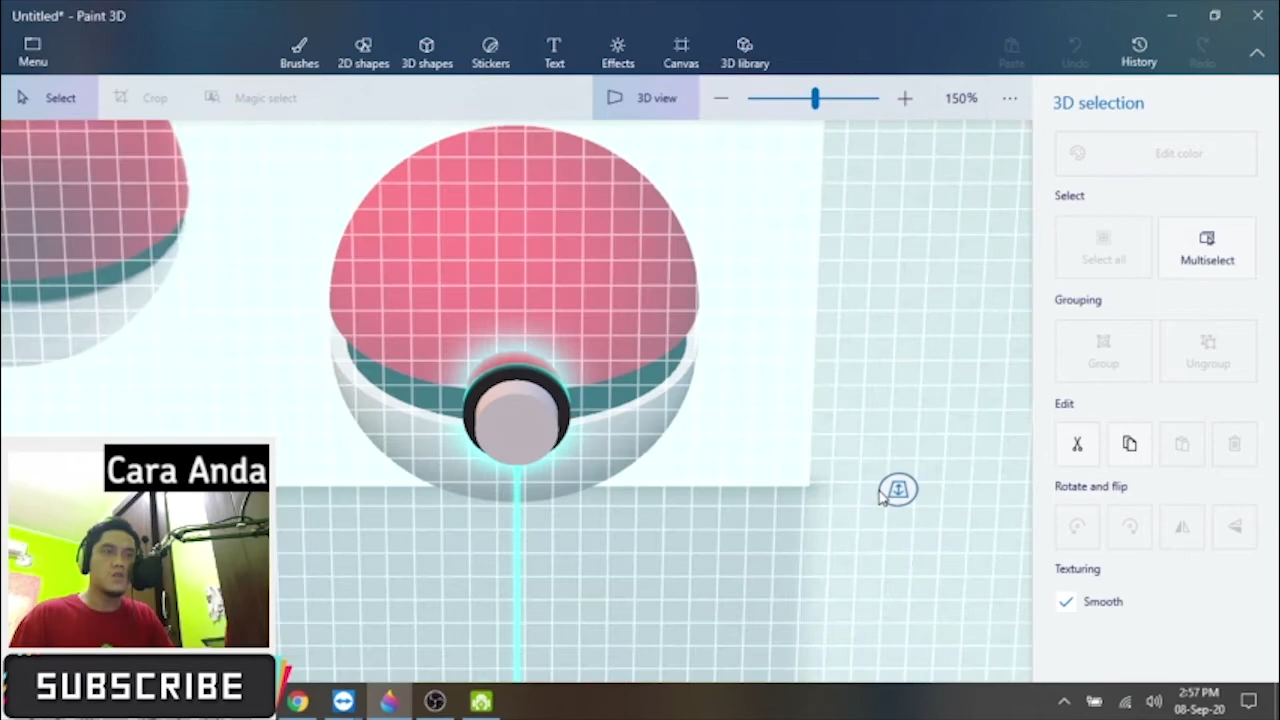 Untitled* - Paint 3D
Menu
Brushes
2D shapes
3D shapes
Stickers
Text
Effects
Canvas
3D library
Paste
Undo
History
Redo
Select
Crop
Magic select
3D view
150%
3D selection
Edit color
Select
Select all
Multiselect
Grouping
Group
Ungroup
Edit
Rotate and flip
Texturing
Smooth
Cara Anda
SUBSCRIBE
2:57 PM
08-Sep-20